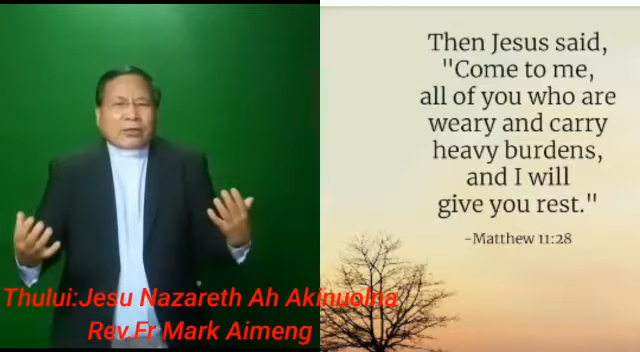 Then Jesus said,
"Come to me,
all of you who are
weary and carry
heavy burdens,
and I will
give you rest."
-Matthew 11:28
Thului:Jesu Nazareth Ah Akinuolna
Rev.Fr Mark Aimeng